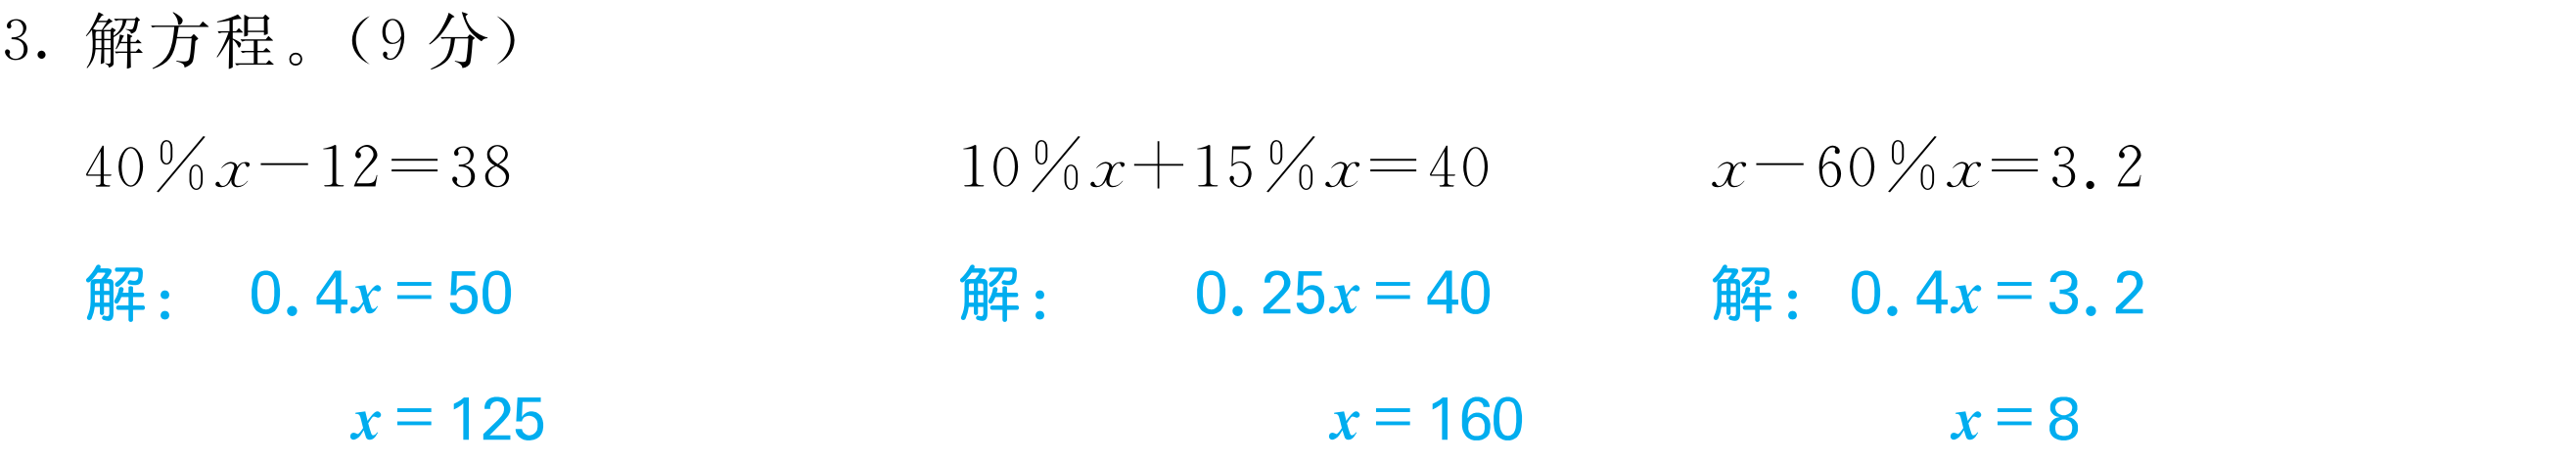 3. 解方程。(9 分)
40%x－12＝38 10%x＋15%x＝40 x－60%x＝3.2
解: 0.4x＝50 解: 0.25x＝40 解: 0.4x＝3.2
x＝125 x＝160 x＝8